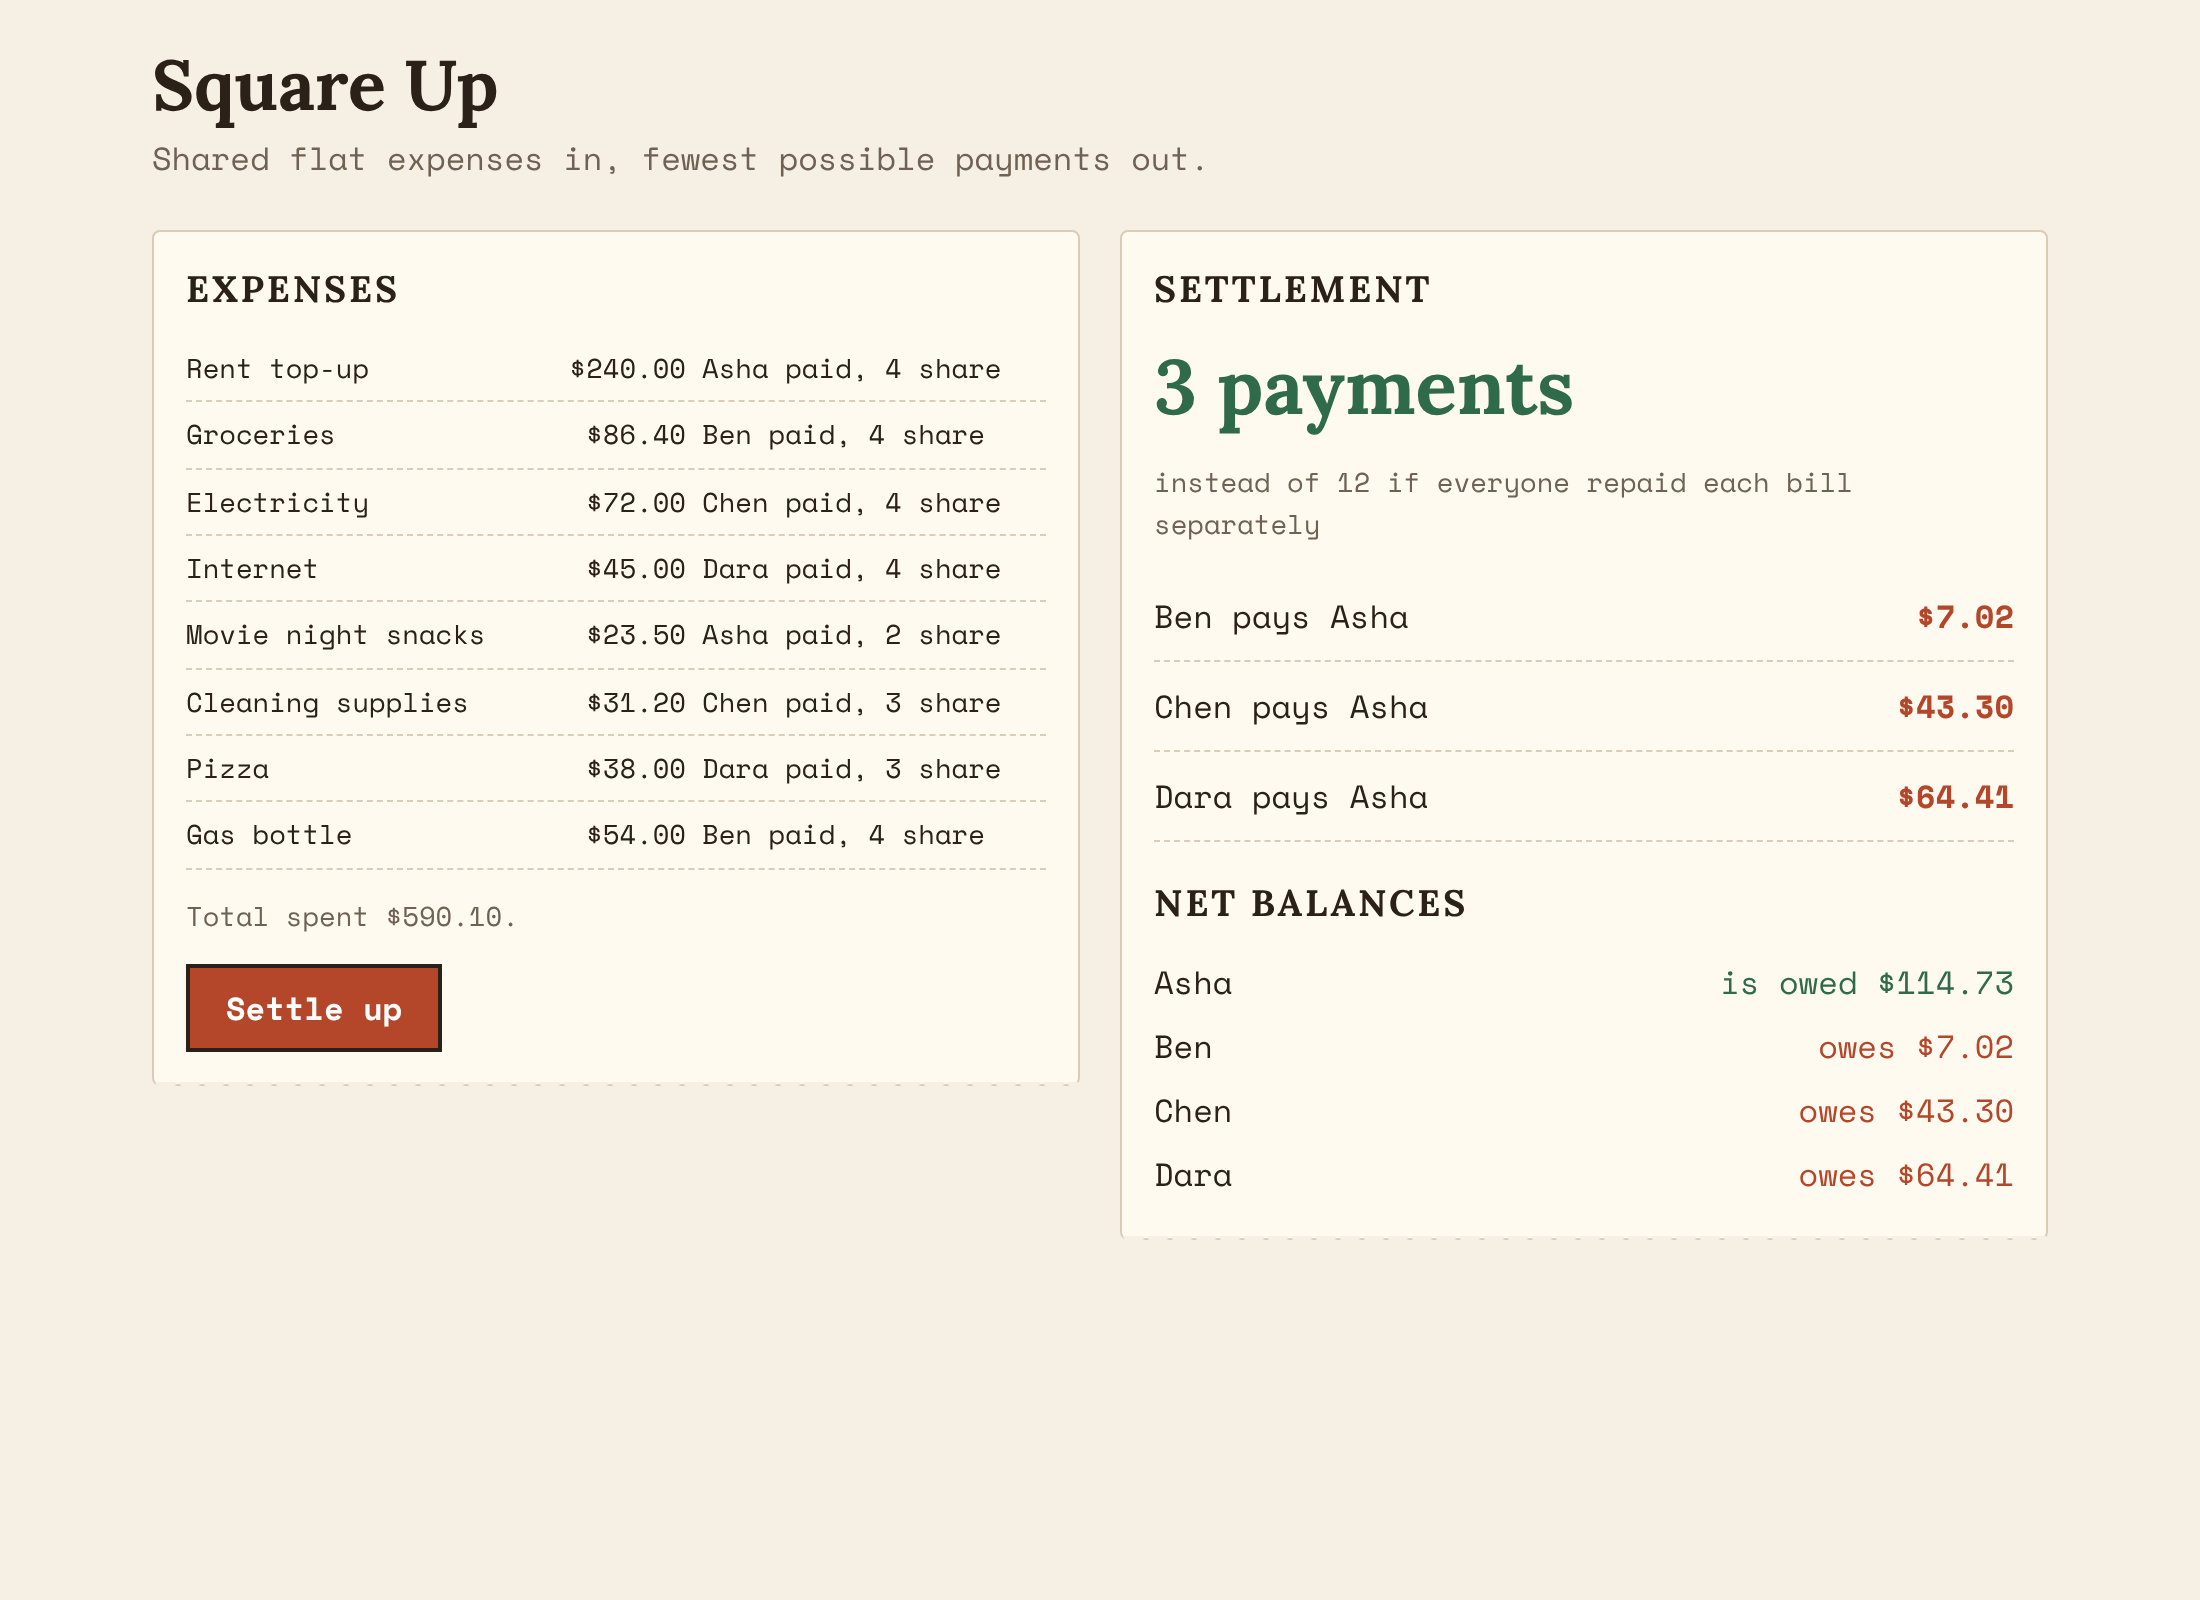 Square Up
Shared flat expenses in, fewest possible payments out.
EXPENSES
Rent top-up $240.00 Asha paid, 4 share
Groceries $86.40 Ben paid, 4 share
Electricity $72.00 Chen paid, 4 share
Internet $45.00 Dara paid, 4 share
Movie night snacks $23.50 Asha paid, 2 share
Cleaning supplies $31.20 Chen paid, 3 share
Pizza $38.00 Dara paid, 3 share
Gas bottle $54.00 Ben paid, 4 share
Total spent $590.10.
Settle up
SETTLEMENT
3 payments
instead of 12 if everyone repaid each bill
separately
Ben pays Asha $7.02
Chen pays Asha $43.30
Dara pays Asha $64.41
NET BALANCES
Asha is owed $114.73
Ben owes $7.02
Chen owes $43.30
Dara owes $64.41